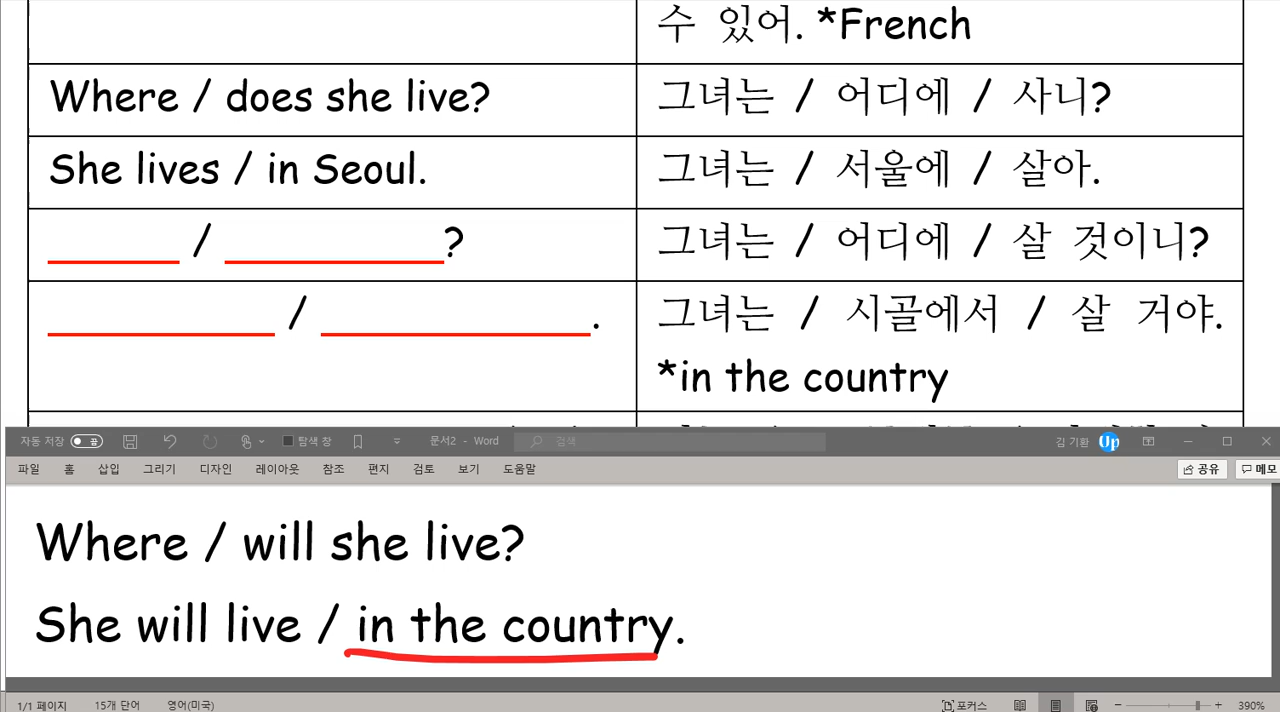 수 있어. *French
Where / does she live? 그녀는 / 어디에 / 사니?
She lives / in Seoul. 그녀는 / 서울에 / 살아.
/ ? 그녀는 / 어디에 / 살 것이니?
/ . 그녀는 / 시골에서 / 살 거야.
*in the country
자동 저장 끔 탐색 창 문서2 - Word 검색 김 기환 Up
파일 홈 삽입 그리기 디자인 레이아웃 참조 편지 검토 보기 도움말 공유 메모
Where / will she live?
She will live / in the country.
1/1 페이지 15개 단어 영어(미국) 포커스 - + 390%